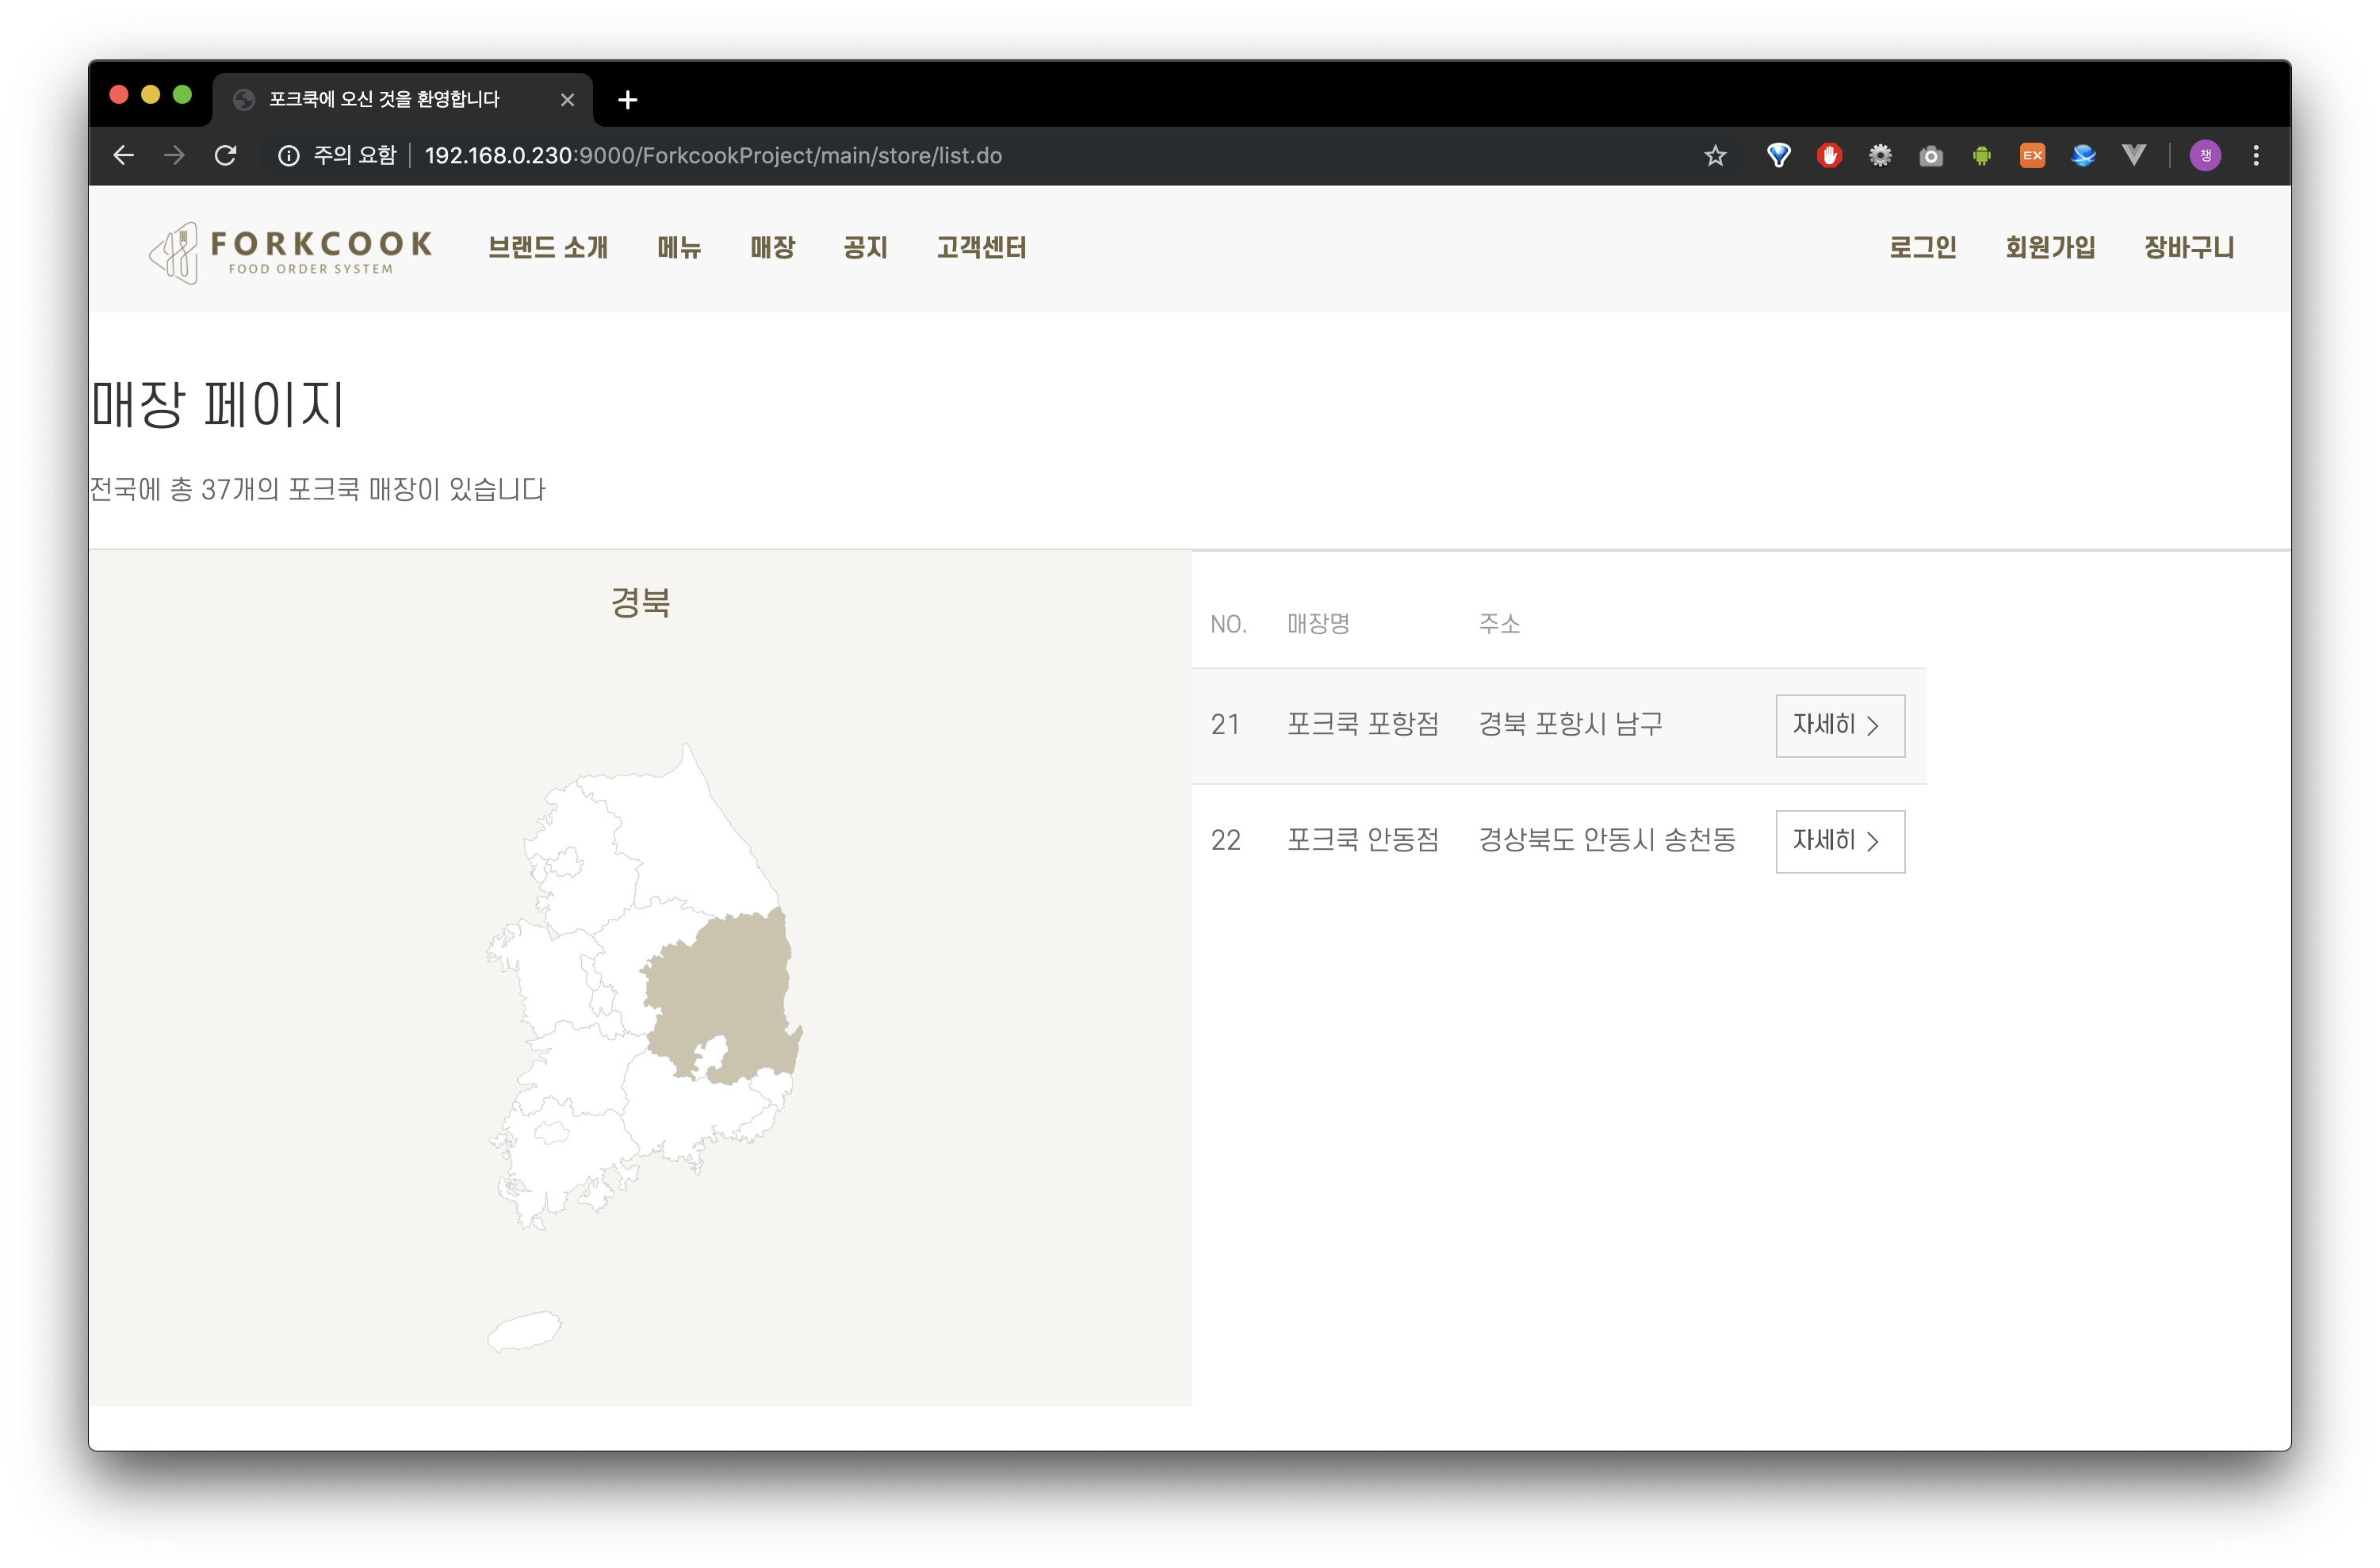 포크쿡에 오신 것을 환영합니다
주의 요함 192.168.0.230:9000/ForkcookProject/main/store/list.do EX 챙
FORKCOOK
FOOD ORDER SYSTEM
브랜드 소개 메뉴 매장 공지 고객센터 로그인 회원가입 장바구니
매장 페이지
전국에 총 37개의 포크쿡 매장이 있습니다
경북
NO. 매장명 주소
21 포크쿡 포항점 경북 포항시 남구 자세히
22 포크쿡 안동점 경상북도 안동시 송천동 자세히